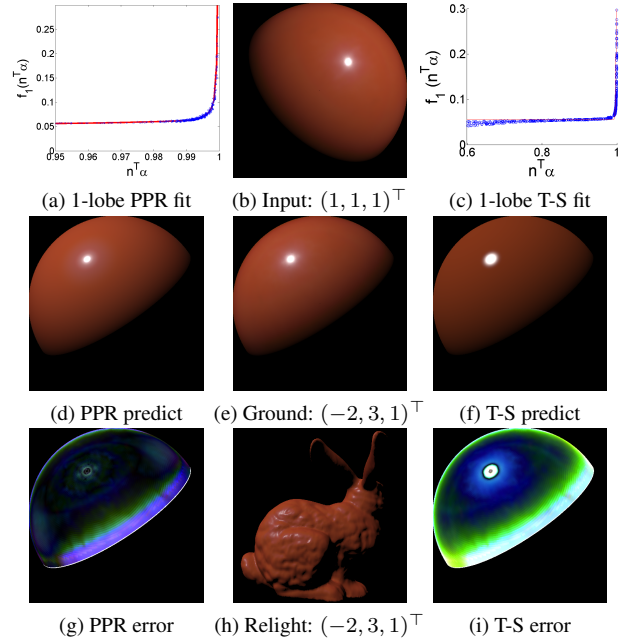 0.25
0.2
0.15
0.1
0.05
0
f₁(nᵀα)
0.95 0.96 0.97 0.98 0.99 1
nᵀα
0.3
0.2
0.1
0
f₁(nᵀα)
0.6 0.8 1
nᵀα
(a) 1-lobe PPR fit
(b) Input: (1, 1, 1)⊤
(c) 1-lobe T-S fit
(d) PPR predict
(e) Ground: (−2, 3, 1)⊤
(f) T-S predict
(g) PPR error
(h) Relight: (−2, 3, 1)⊤
(i) T-S error